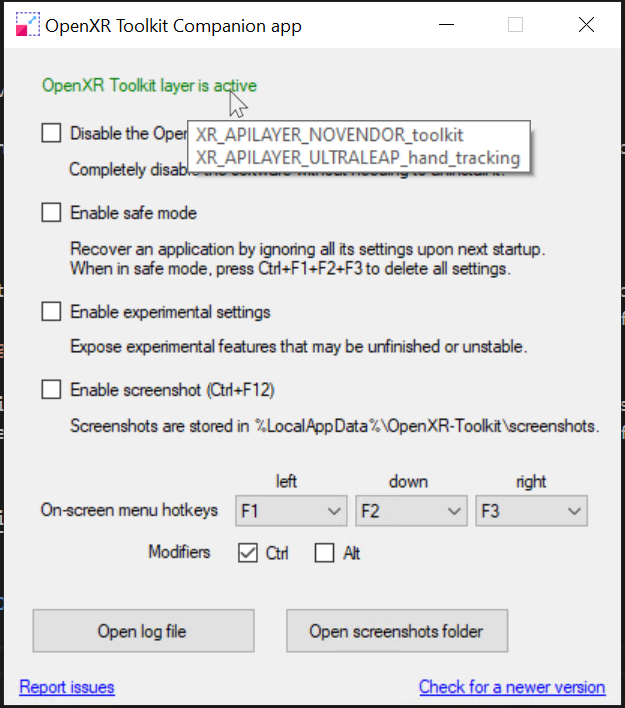 OpenXR Toolkit Companion app
OpenXR Toolkit layer is active
XR_APILAYER_NOVENDOR_toolkit
XR_APILAYER_ULTRALEAP_hand_tracking
Disable the Open
Completely disable
Enable safe mode
Recover an application by ignoring all its settings upon next startup.
When in safe mode, press Ctrl+F1+F2+F3 to delete all settings.
Enable experimental settings
Expose experimental features that may be unfinished or unstable.
Enable screenshot (Ctrl+F12)
Screenshots are stored in %LocalAppData%\OpenXR-Toolkit\screenshots.
left down right
On-screen menu hotkeys F1 F2 F3
Modifiers Ctrl Alt
Open log file Open screenshots folder
Report issues Check for a newer version